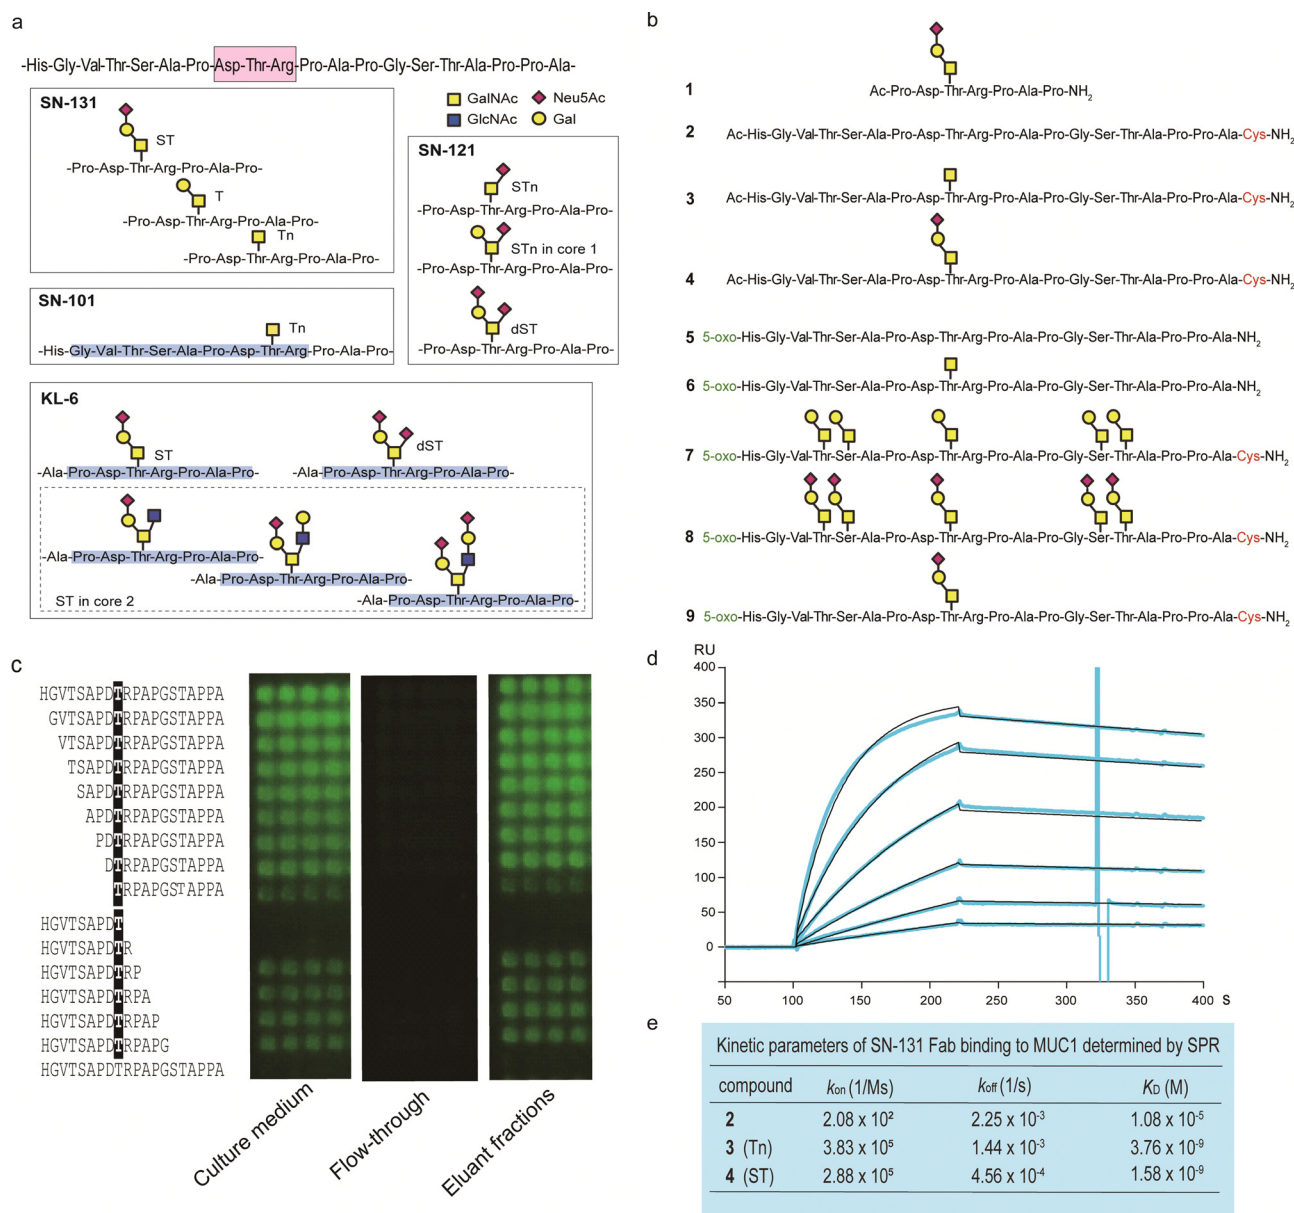 a
-His-Gly-Val-Thr-Ser-Ala-Pro-Asp-Thr-Arg-Pro-Ala-Pro-Gly-Ser-Thr-Ala-Pro-Pro-Ala-
SN-131
ST
-Pro-Asp-Thr-Arg-Pro-Ala-Pro-
T
-Pro-Asp-Thr-Arg-Pro-Ala-Pro-
Tn
-Pro-Asp-Thr-Arg-Pro-Ala-Pro-
GalNAc Neu5Ac
GlcNAc Gal
SN-121
STn
-Pro-Asp-Thr-Arg-Pro-Ala-Pro-
STn in core 1
-Pro-Asp-Thr-Arg-Pro-Ala-Pro-
dST
-Pro-Asp-Thr-Arg-Pro-Ala-Pro-
SN-101
Tn
-His-Gly-Val-Thr-Ser-Ala-Pro-Asp-Thr-Arg-Pro-Ala-Pro-
KL-6
ST
-Ala-Pro-Asp-Thr-Arg-Pro-Ala-Pro-
dST
-Ala-Pro-Asp-Thr-Arg-Pro-Ala-Pro-
-Ala-Pro-Asp-Thr-Arg-Pro-Ala-Pro-
-Ala-Pro-Asp-Thr-Arg-Pro-Ala-Pro-
-Ala-Pro-Asp-Thr-Arg-Pro-Ala-Pro-
ST in core 2
b
1 Ac-Pro-Asp-Thr-Arg-Pro-Ala-Pro-NH2
2 Ac-His-Gly-Val-Thr-Ser-Ala-Pro-Asp-Thr-Arg-Pro-Ala-Pro-Gly-Ser-Thr-Ala-Pro-Pro-Ala-Cys-NH2
3 Ac-His-Gly-Val-Thr-Ser-Ala-Pro-Asp-Thr-Arg-Pro-Ala-Pro-Gly-Ser-Thr-Ala-Pro-Pro-Ala-Cys-NH2
4 Ac-His-Gly-Val-Thr-Ser-Ala-Pro-Asp-Thr-Arg-Pro-Ala-Pro-Gly-Ser-Thr-Ala-Pro-Pro-Ala-Cys-NH2
5 5-oxo-His-Gly-Val-Thr-Ser-Ala-Pro-Asp-Thr-Arg-Pro-Ala-Pro-Gly-Ser-Thr-Ala-Pro-Pro-Ala-NH2
6 5-oxo-His-Gly-Val-Thr-Ser-Ala-Pro-Asp-Thr-Arg-Pro-Ala-Pro-Gly-Ser-Thr-Ala-Pro-Pro-Ala-NH2
7 5-oxo-His-Gly-Val-Thr-Ser-Ala-Pro-Asp-Thr-Arg-Pro-Ala-Pro-Gly-Ser-Thr-Ala-Pro-Pro-Ala-Cys-NH2
8 5-oxo-His-Gly-Val-Thr-Ser-Ala-Pro-Asp-Thr-Arg-Pro-Ala-Pro-Gly-Ser-Thr-Ala-Pro-Pro-Ala-Cys-NH2
9 5-oxo-His-Gly-Val-Thr-Ser-Ala-Pro-Asp-Thr-Arg-Pro-Ala-Pro-Gly-Ser-Thr-Ala-Pro-Pro-Ala-Cys-NH2
c
HGVTSAPDTRPAPGSTAPPA
GVTSAPDTRPAPGSTAPPA
VTSAPDTRPAPGSTAPPA
TSAPDTRPAPGSTAPPA
SAPDTRPAPGSTAPPA
APDTRPAPGSTAPPA
PDTRPAPGSTAPPA
DTRPAPGSTAPPA
TRPAPGSTAPPA
HGVTSAPDT
HGVTSAPDTR
HGVTSAPDTRP
HGVTSAPDTRPA
HGVTSAPDTRPAP
HGVTSAPDTRPAPG
HGVTSAPDTRPAPGSTAPPA
Culture medium
Flow-through
Eluant fractions
d
RU
400
350
300
250
200
150
100
50
0
50 100 150 200 250 300 350 400 S
e
Kinetic parameters of SN-131 Fab binding to MUC1 determined by SPR
compound kon (1/Ms) koff (1/s) KD (M)
2 2.08 x 10² 2.25 x 10⁻³ 1.08 x 10⁻⁵
3 (Tn) 3.83 x 10⁵ 1.44 x 10⁻³ 3.76 x 10⁻⁹
4 (ST) 2.88 x 10⁵ 4.56 x 10⁻⁴ 1.58 x 10⁻⁹